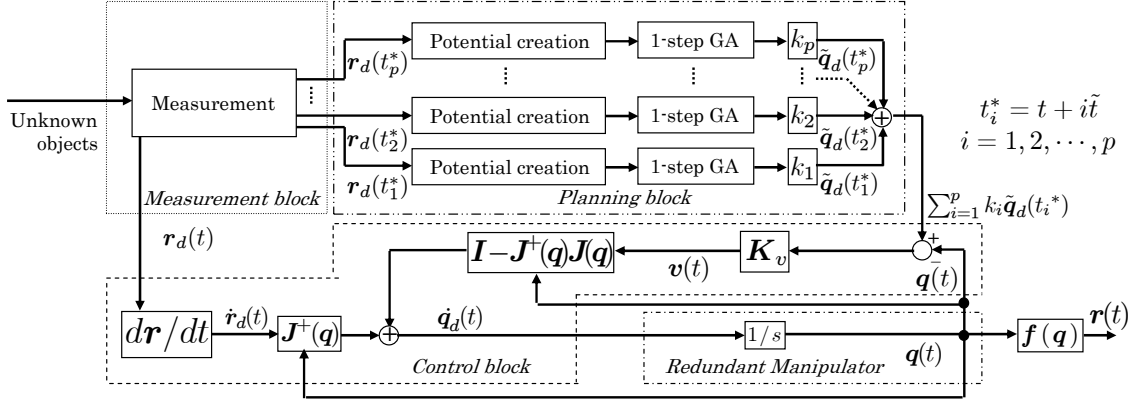 Potential creation 1-step GA k_p
r_d(t_p^*) q̃_d(t_p^*)
Measurement
Unknown
objects
Potential creation 1-step GA k_2
r_d(t_2^*) q̃_d(t_2^*)
Potential creation 1-step GA k_1
r_d(t_1^*) q̃_d(t_1^*)
t_i^* = t + i t̃
i = 1, 2, ⋯, p
Measurement block
Planning block
∑_{i=1}^p k_i q̃_d(t_i^*)
r_d(t)
I−J⁺(q)J(q)
v(t)
K_v
+
−
q(t)
dr/dt
ṙ_d(t)
J⁺(q)
+
q̇_d(t)
1/s
q(t)
f(q)
r(t)
Control block
Redundant Manipulator